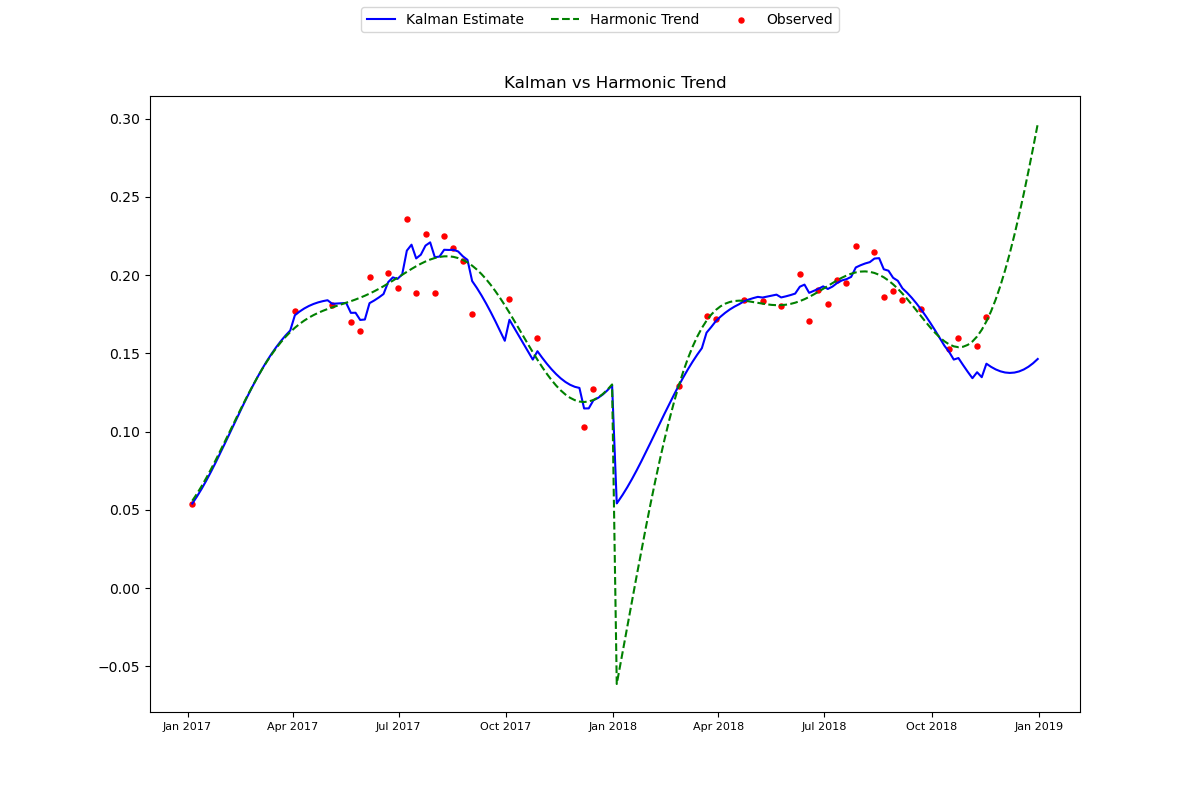 Kalman Estimate Harmonic Trend Observed
Kalman vs Harmonic Trend
0.30
0.25
0.20
0.15
0.10
0.05
0.00
−0.05
Jan 2017 Apr 2017 Jul 2017 Oct 2017 Jan 2018 Apr 2018 Jul 2018 Oct 2018 Jan 2019